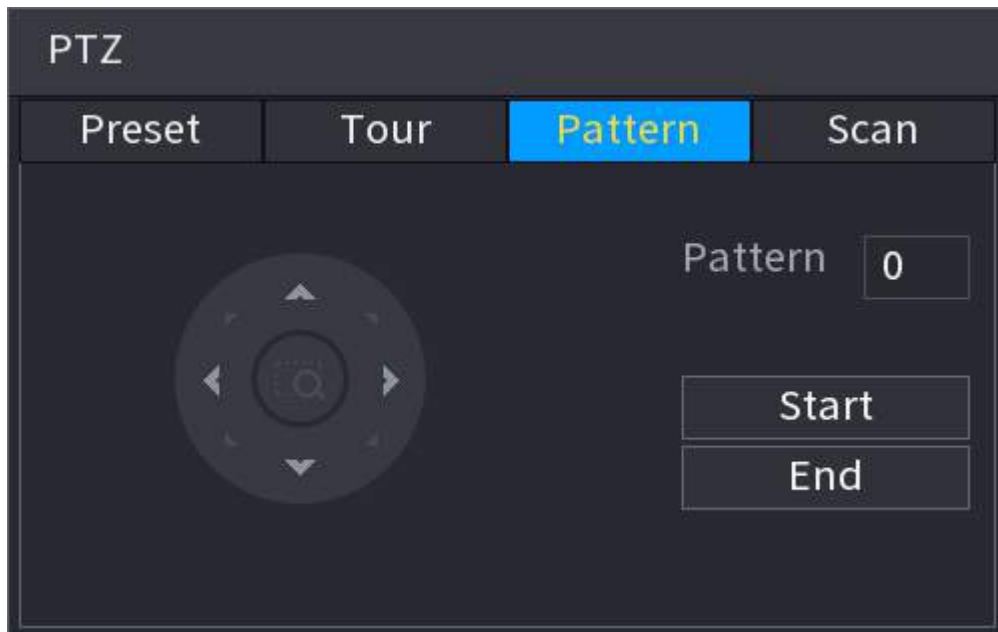 PTZ
Preset Tour Pattern Scan
Pattern 0
Start
End